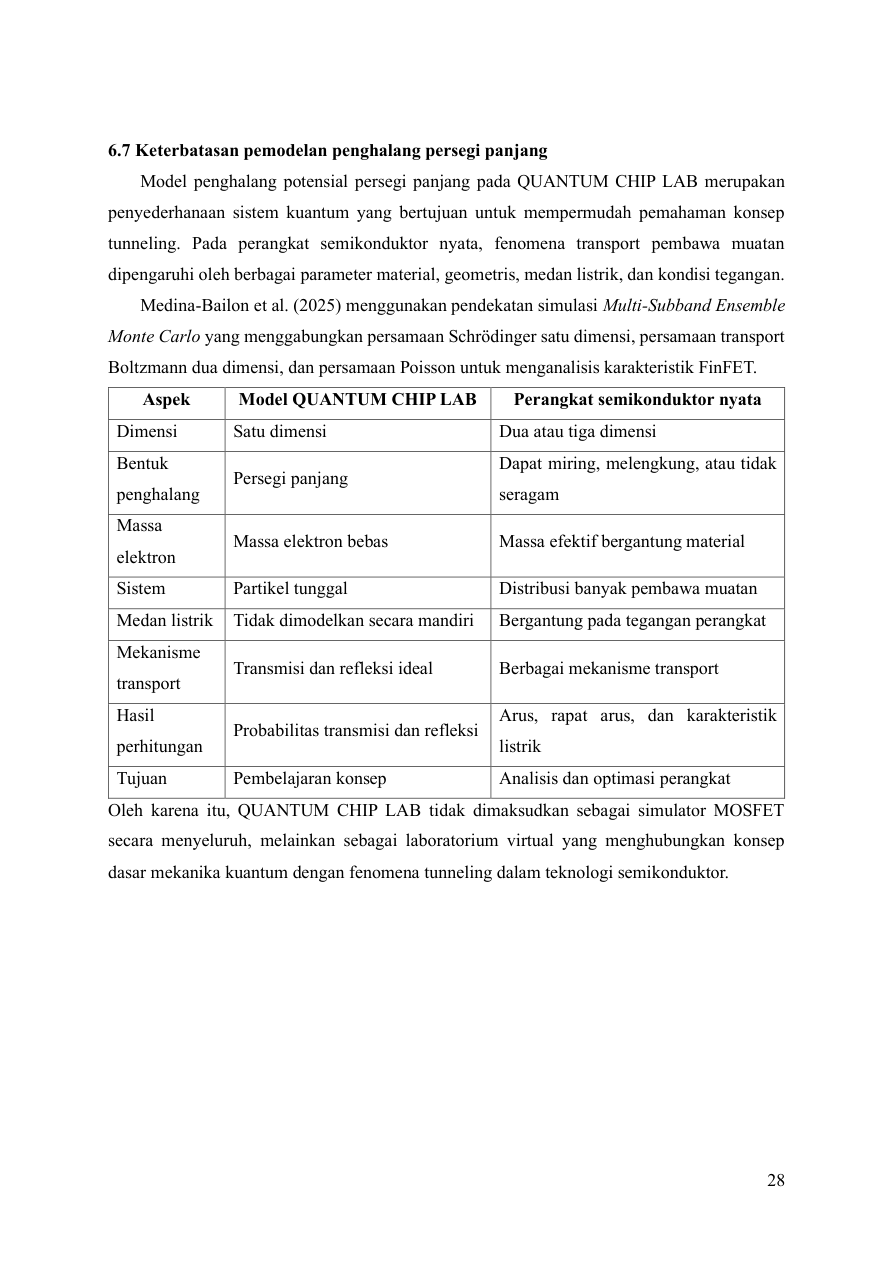 6.7 Keterbatasan pemodelan penghalang persegi panjang
Model penghalang potensial persegi panjang pada QUANTUM CHIP LAB merupakan
penyederhanaan sistem kuantum yang bertujuan untuk mempermudah pemahaman konsep
tunneling. Pada perangkat semikonduktor nyata, fenomena transport pembawa muatan
dipengaruhi oleh berbagai parameter material, geometris, medan listrik, dan kondisi tegangan.
Medina-Bailon et al. (2025) menggunakan pendekatan simulasi Multi-Subband Ensemble
Monte Carlo yang menggabungkan persamaan Schrödinger satu dimensi, persamaan transport
Boltzmann dua dimensi, dan persamaan Poisson untuk menganalisis karakteristik FinFET.
Aspek Model QUANTUM CHIP LAB Perangkat semikonduktor nyata
Dimensi Satu dimensi Dua atau tiga dimensi
Bentuk
penghalang
Persegi panjang
Dapat miring, melengkung, atau tidak
seragam
Massa
elektron
Massa elektron bebas
Massa efektif bergantung material
Sistem Partikel tunggal Distribusi banyak pembawa muatan
Medan listrik Tidak dimodelkan secara mandiri Bergantung pada tegangan perangkat
Mekanisme
transport
Transmisi dan refleksi ideal
Berbagai mekanisme transport
Hasil
perhitungan
Probabilitas transmisi dan refleksi
Arus, rapat arus, dan karakteristik
listrik
Tujuan Pembelajaran konsep Analisis dan optimasi perangkat
Oleh karena itu, QUANTUM CHIP LAB tidak dimaksudkan sebagai simulator MOSFET
secara menyeluruh, melainkan sebagai laboratorium virtual yang menghubungkan konsep
dasar mekanika kuantum dengan fenomena tunneling dalam teknologi semikonduktor.
28